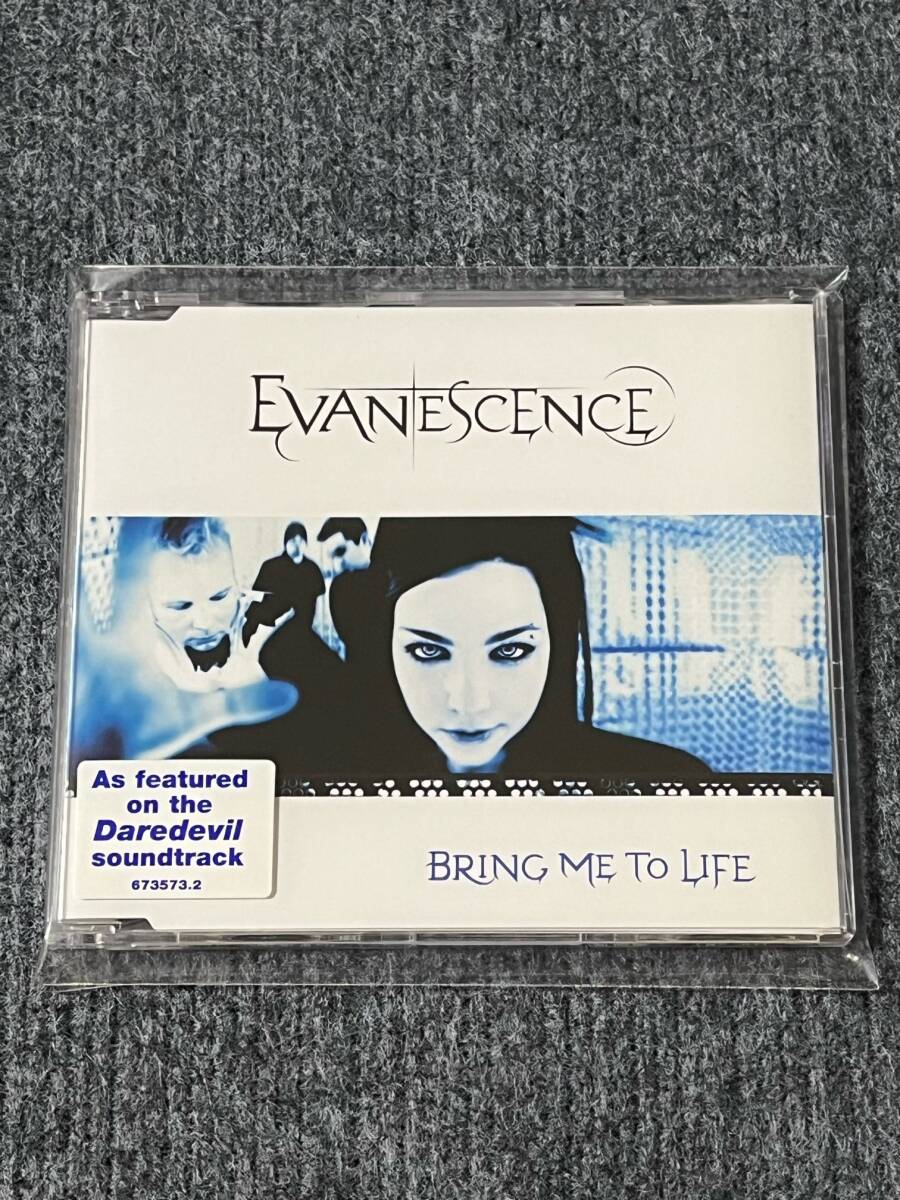 EVANESCENCE
As featured
on the
Daredevil
soundtrack
673573.2
BRING ME TO LIFE